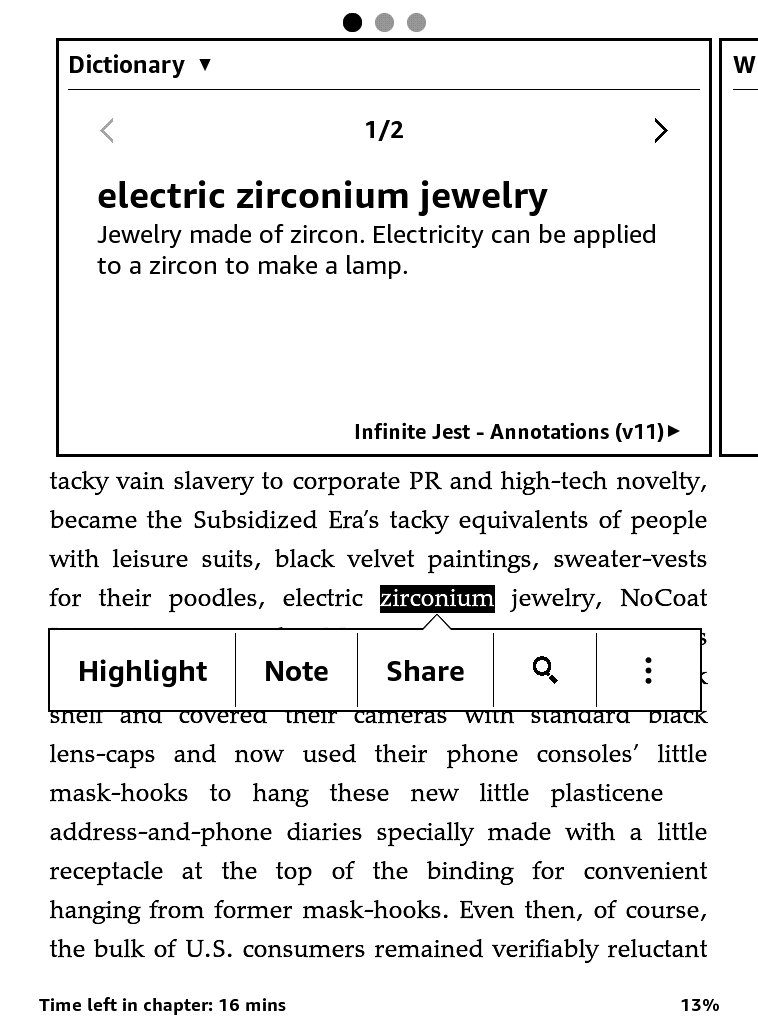 Dictionary ▼
W
1/2
electric zirconium jewelry
Jewelry made of zircon. Electricity can be applied
to a zircon to make a lamp.
Infinite Jest - Annotations (v11)▶
tacky vain slavery to corporate PR and high-tech novelty,
became the Subsidized Era’s tacky equivalents of people
with leisure suits, black velvet paintings, sweater-vests
for their poodles, electric zirconium jewelry, NoCoat
Highlight Note Share
shell and covered their cameras with standard black
lens-caps and now used their phone consoles’ little
mask-hooks to hang these new little plasticene
address-and-phone diaries specially made with a little
receptacle at the top of the binding for convenient
hanging from former mask-hooks. Even then, of course,
the bulk of U.S. consumers remained verifiably reluctant
Time left in chapter: 16 mins 13%